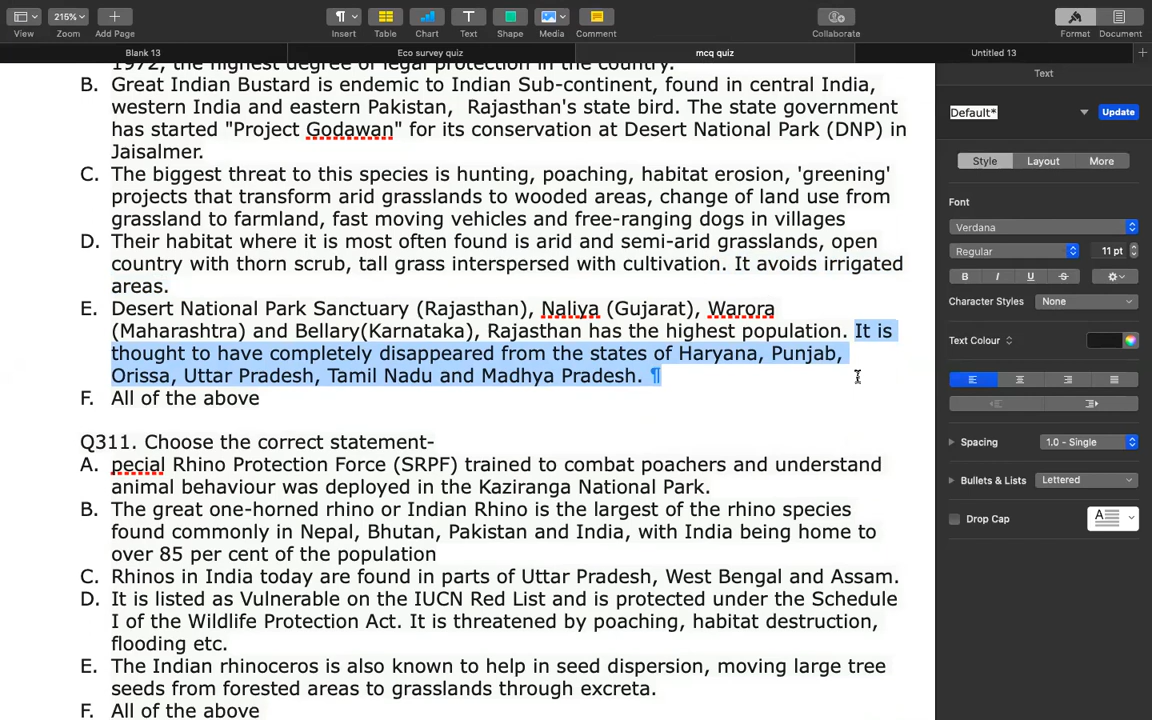 215%
View
Zoom
Add Page
Insert
Table
Chart
Text
Shape
Media
Comment
Collaborate
Format
Document
Blank 13
Eco survey quiz
mcq quiz
Untitled 13
1972, the highest degree of legal protection in the country.
B. Great Indian Bustard is endemic to Indian Sub-continent, found in central India,
western India and eastern Pakistan, Rajasthan's state bird. The state government
has started "Project Godawan" for its conservation at Desert National Park (DNP) in
Jaisalmer.
C. The biggest threat to this species is hunting, poaching, habitat erosion, 'greening'
projects that transform arid grasslands to wooded areas, change of land use from
grassland to farmland, fast moving vehicles and free-ranging dogs in villages
D. Their habitat where it is most often found is arid and semi-arid grasslands, open
country with thorn scrub, tall grass interspersed with cultivation. It avoids irrigated
areas.
E. Desert National Park Sanctuary (Rajasthan), Naliya (Gujarat), Warora
(Maharashtra) and Bellary(Karnataka), Rajasthan has the highest population. It is
thought to have completely disappeared from the states of Haryana, Punjab,
Orissa, Uttar Pradesh, Tamil Nadu and Madhya Pradesh. ¶
F. All of the above
Q311. Choose the correct statement-
A. pecial Rhino Protection Force (SRPF) trained to combat poachers and understand
animal behaviour was deployed in the Kaziranga National Park.
B. The great one-horned rhino or Indian Rhino is the largest of the rhino species
found commonly in Nepal, Bhutan, Pakistan and India, with India being home to
over 85 per cent of the population
C. Rhinos in India today are found in parts of Uttar Pradesh, West Bengal and Assam.
D. It is listed as Vulnerable on the IUCN Red List and is protected under the Schedule
I of the Wildlife Protection Act. It is threatened by poaching, habitat destruction,
flooding etc.
E. The Indian rhinoceros is also known to help in seed dispersion, moving large tree
seeds from forested areas to grasslands through excreta.
F. All of the above
Text
Default*
Update
Style
Layout
More
Font
Verdana
Regular
11 pt
B I U S
Character Styles
None
Text Colour
Spacing
1.0 - Single
Bullets & Lists
Lettered
Drop Cap
A